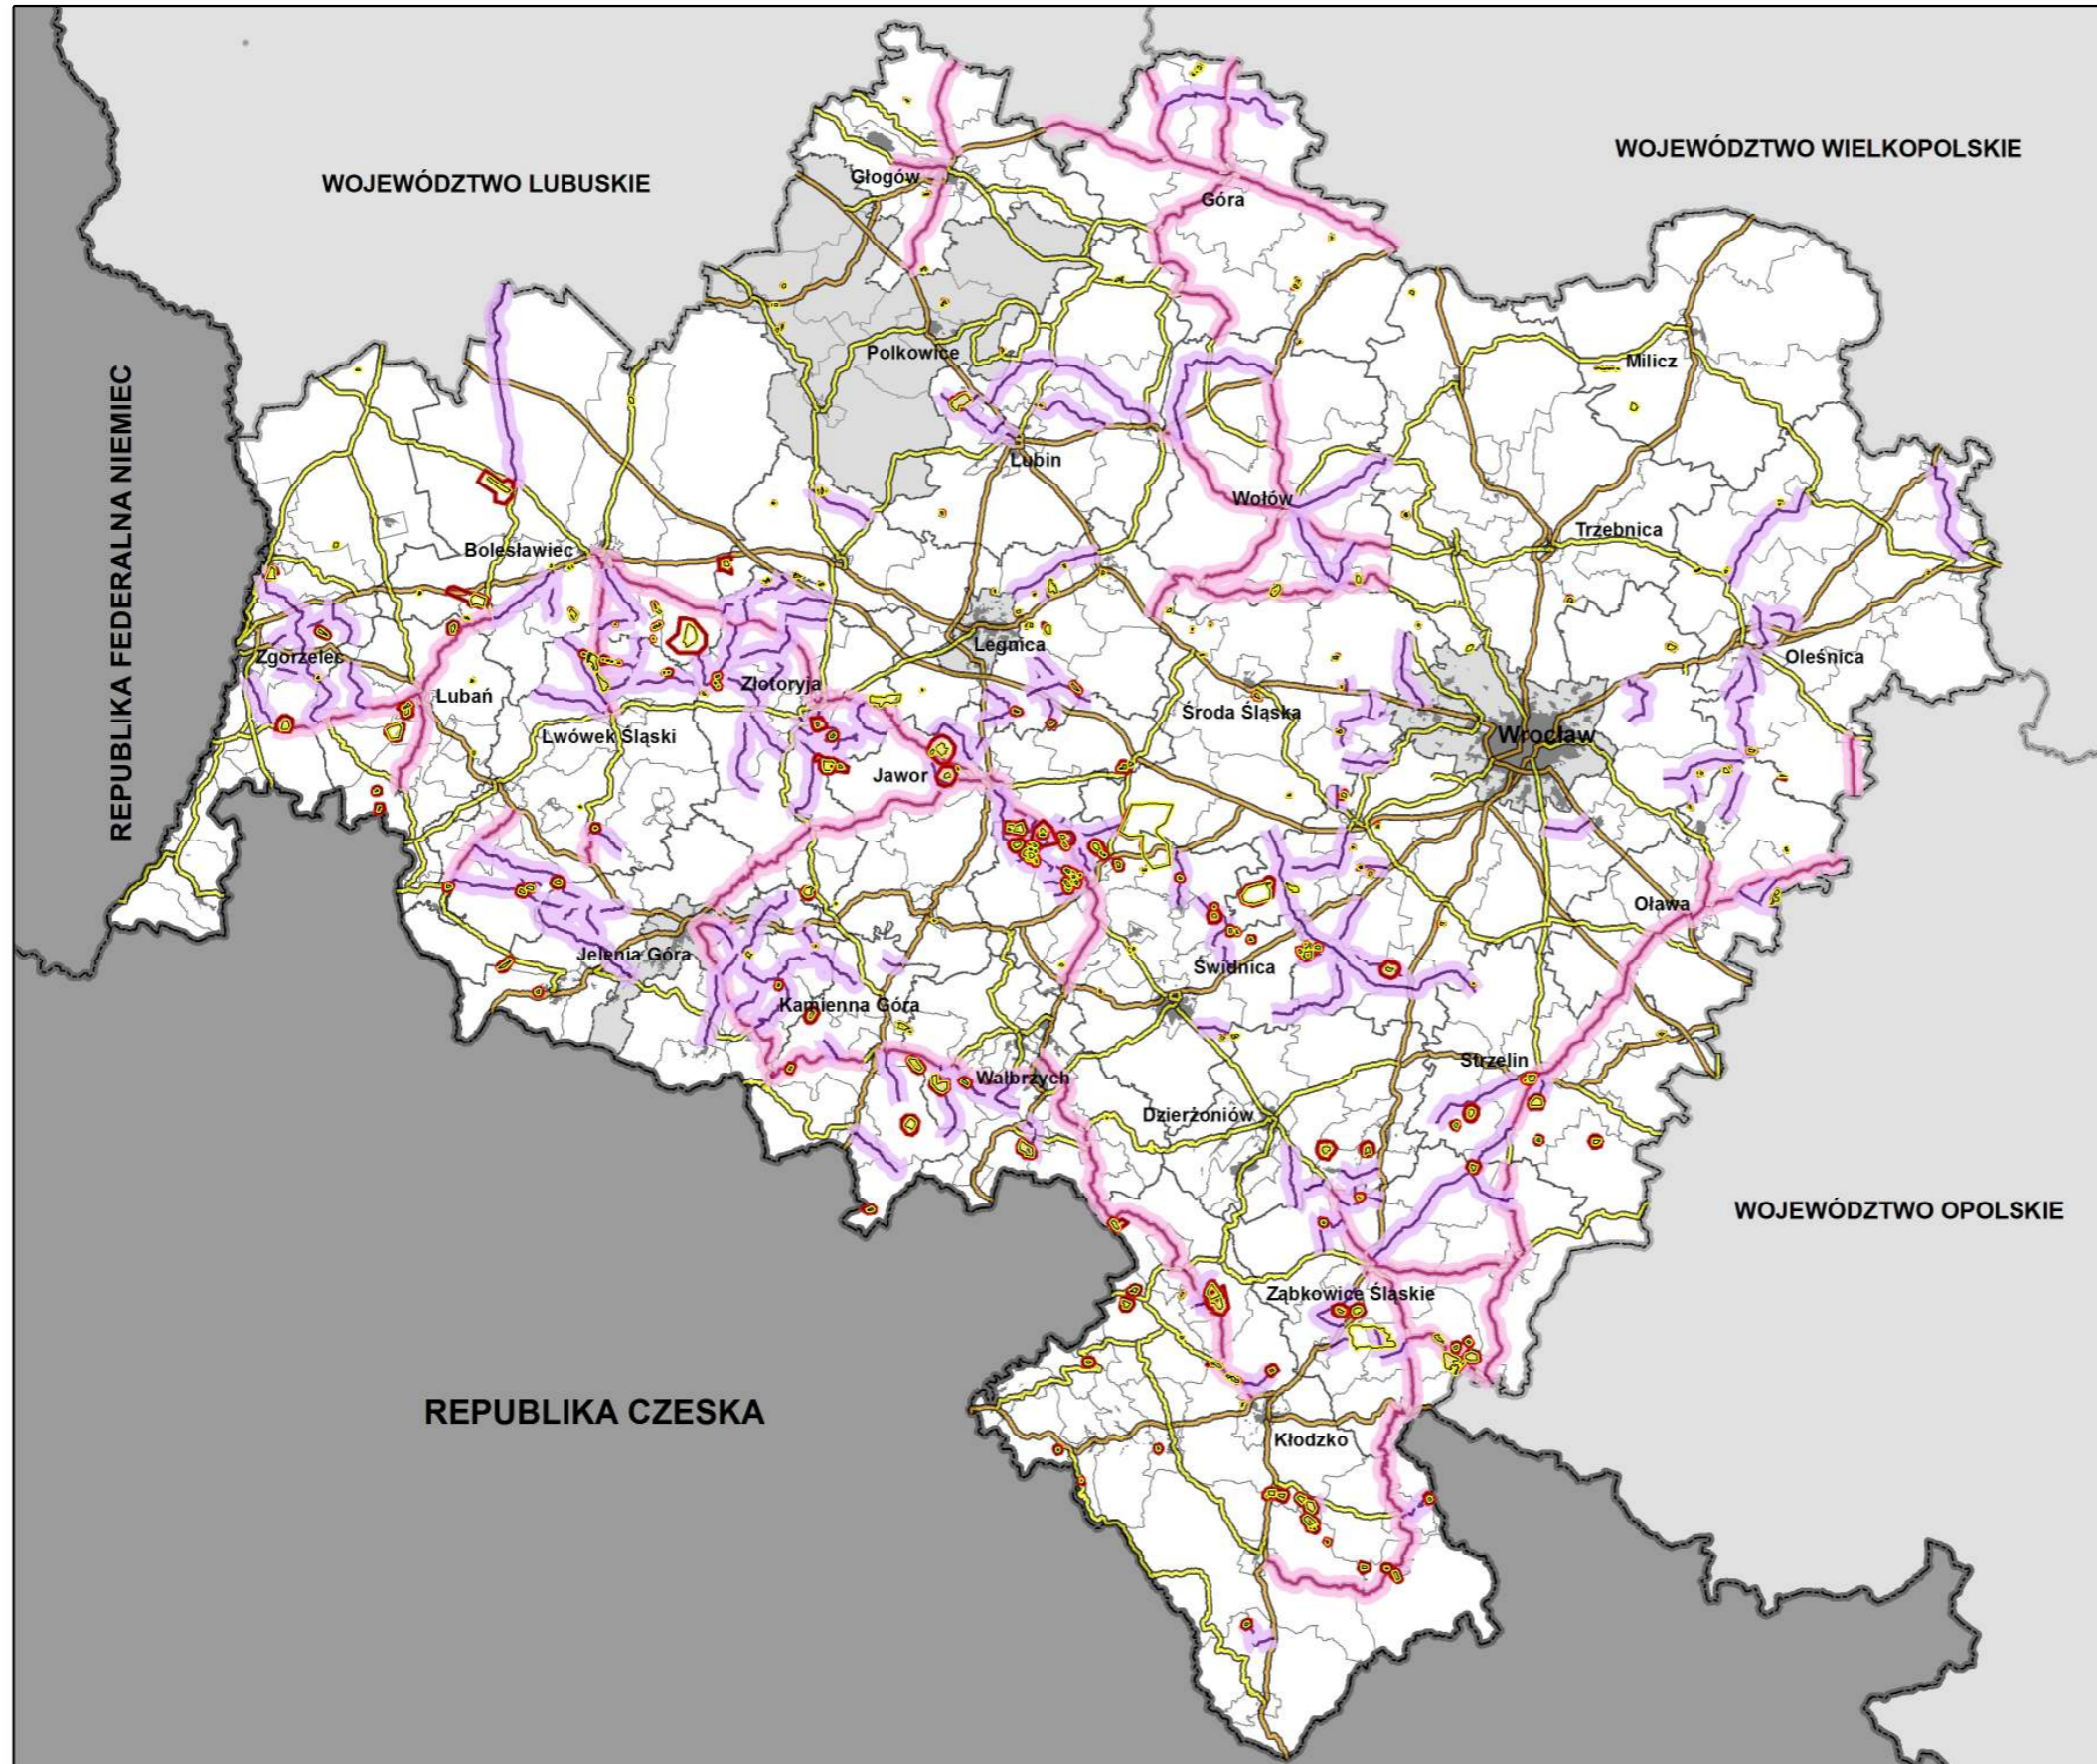 WOJEWÓDZTWO WIELKOPOLSKIE
WOJEWÓDZTWO LUBUSKIE
Głogów
Góra
Polkowice
Milicz
REPUBLIKA FEDERALNA NIEMIEC
Lubin
Wołów
Trzebnica
Bolesławiec
Legnica
Zgorzelec
Oleśnica
Złotoryja
Lubań
Środa Śląska
Lwówek Śląski
Wrocław
Jawor
Oława
Jelenia Góra
Świdnica
Kamienna Góra
Strzelin
Wałbrzych
Dzierżoniów
WOJEWÓDZTWO OPOLSKIE
Ząbkowice Śląskie
REPUBLIKA CZESKA
Kłodzko